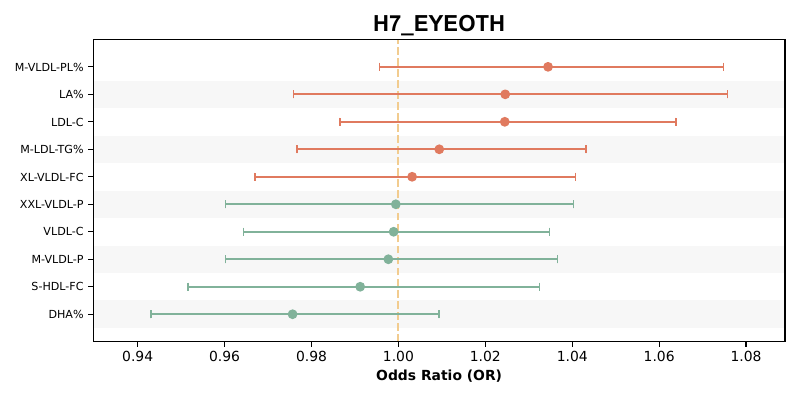 H7_EYEOTH
M-VLDL-PL%
LA%
LDL-C
M-LDL-TG%
XL-VLDL-FC
XXL-VLDL-P
VLDL-C
M-VLDL-P
S-HDL-FC
DHA%
0.94 0.96 0.98 1.00 1.02 1.04 1.06 1.08
Odds Ratio (OR)